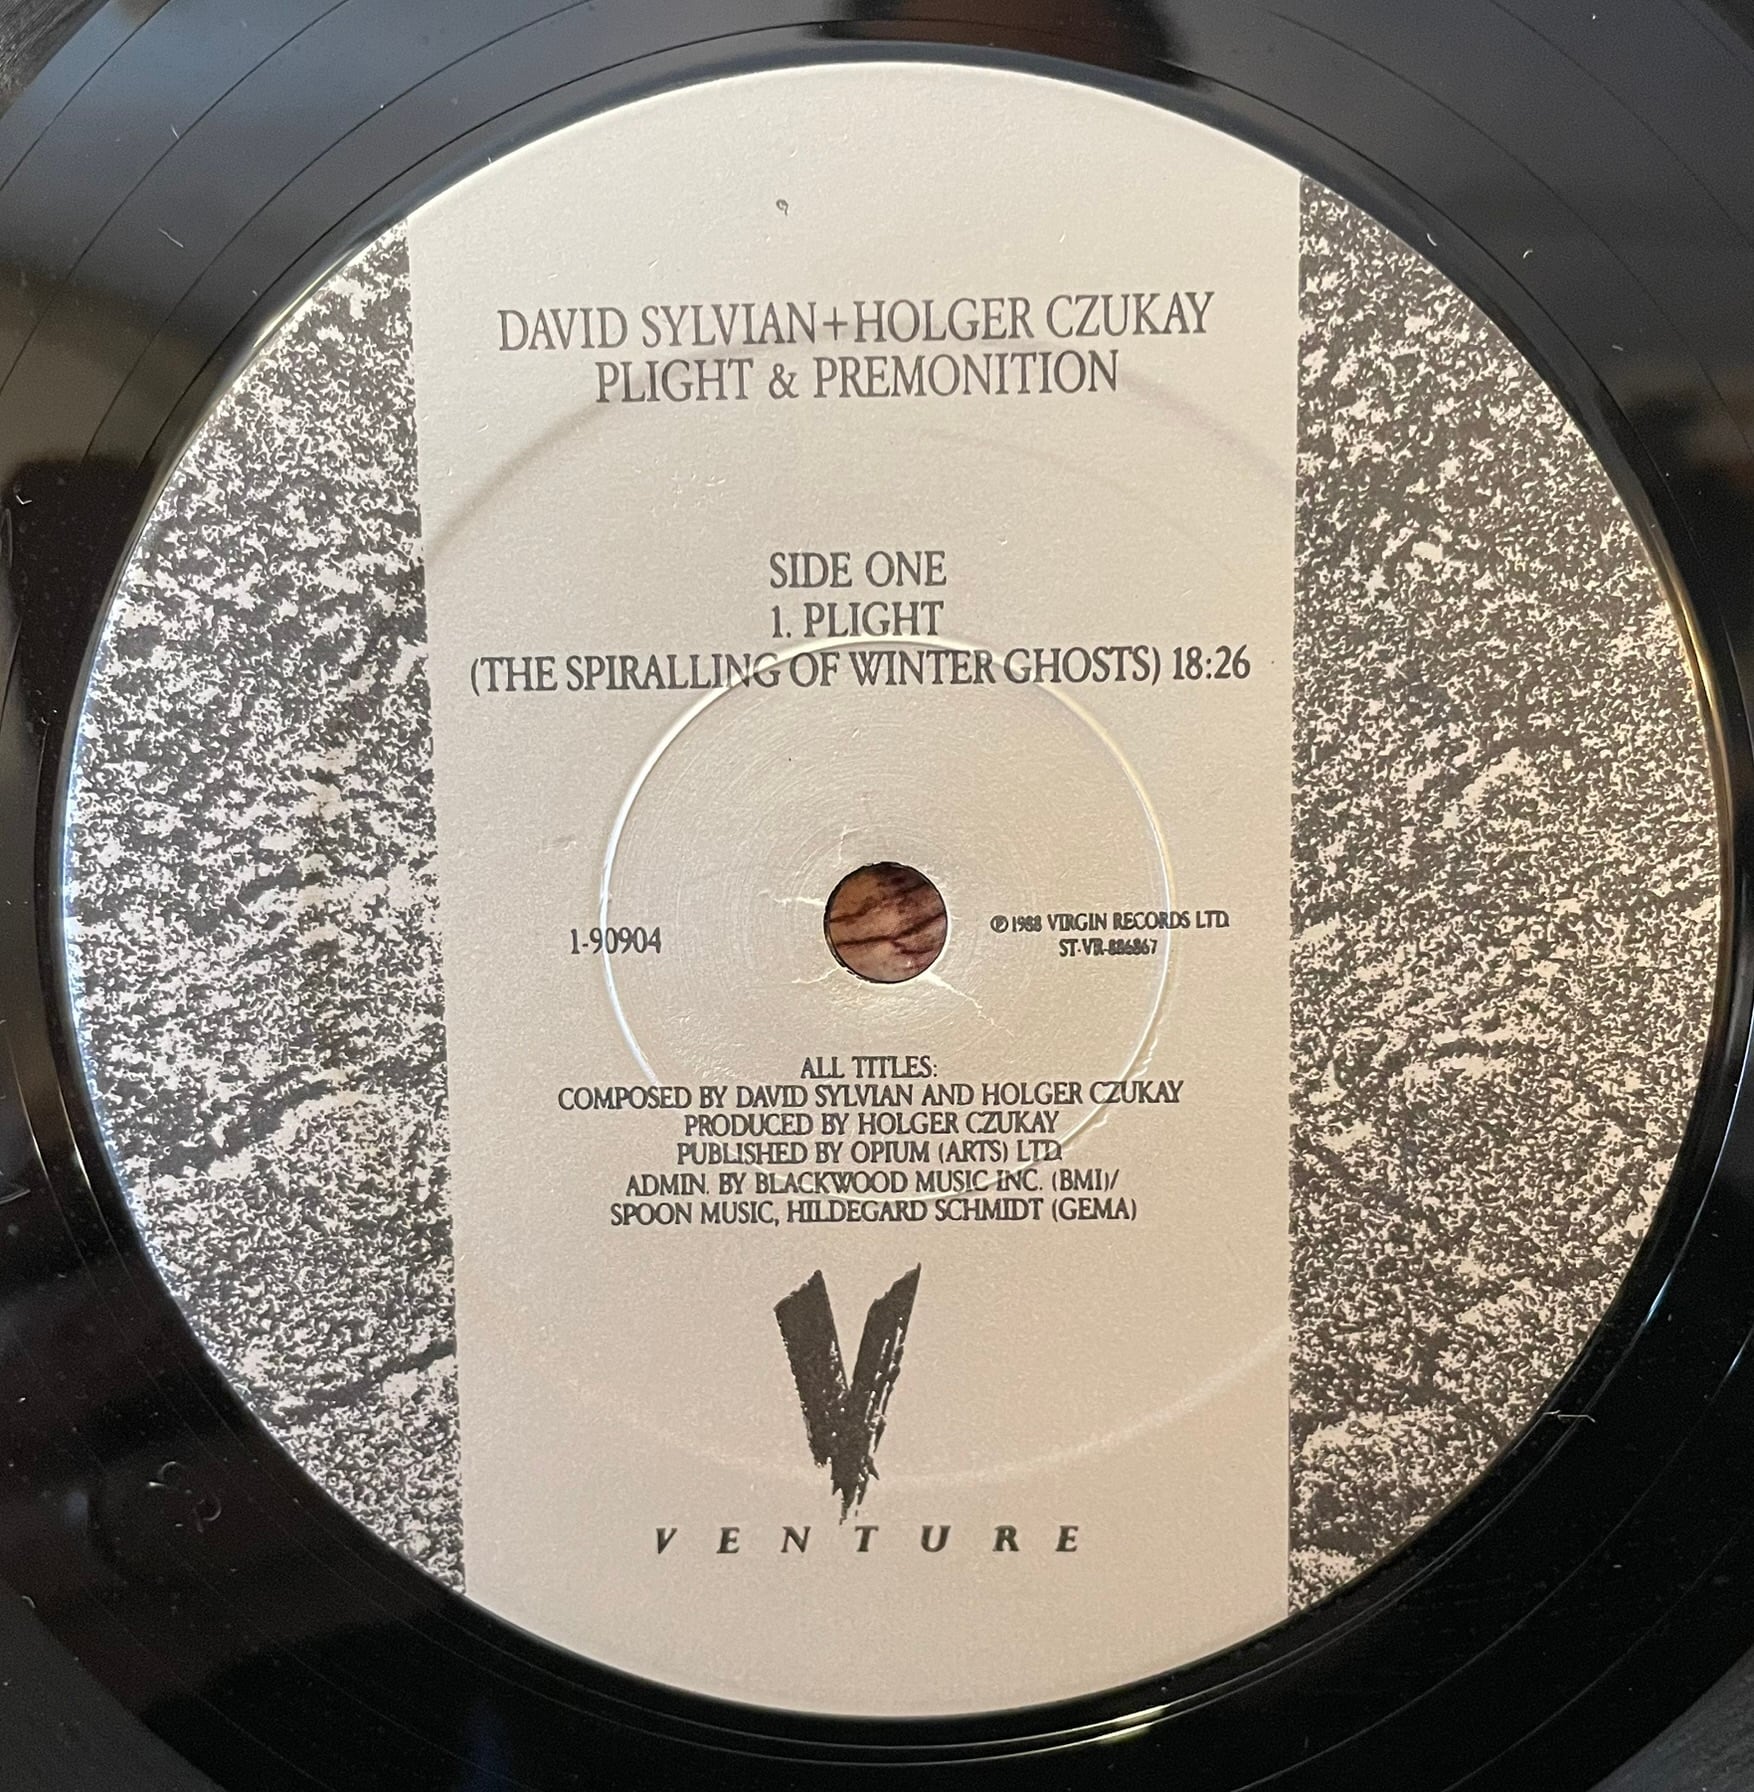 DAVID SYLVIAN+HOLGER CZUKAY
PLIGHT & PREMONITION
SIDE ONE
1. PLIGHT
(THE SPIRALLING OF WINTER GHOSTS) 18:26
1-90904
℗ 1988 VIRGIN RECORDS LTD.
ST-VR-886867
ALL TITLES:
COMPOSED BY DAVID SYLVIAN AND HOLGER CZUKAY
PRODUCED BY HOLGER CZUKAY
PUBLISHED BY OPIUM (ARTS) LTD.
ADMIN. BY BLACKWOOD MUSIC INC. (BMI)/
SPOON MUSIC, HILDEGARD SCHMIDT (GEMA)
V
VENTURE